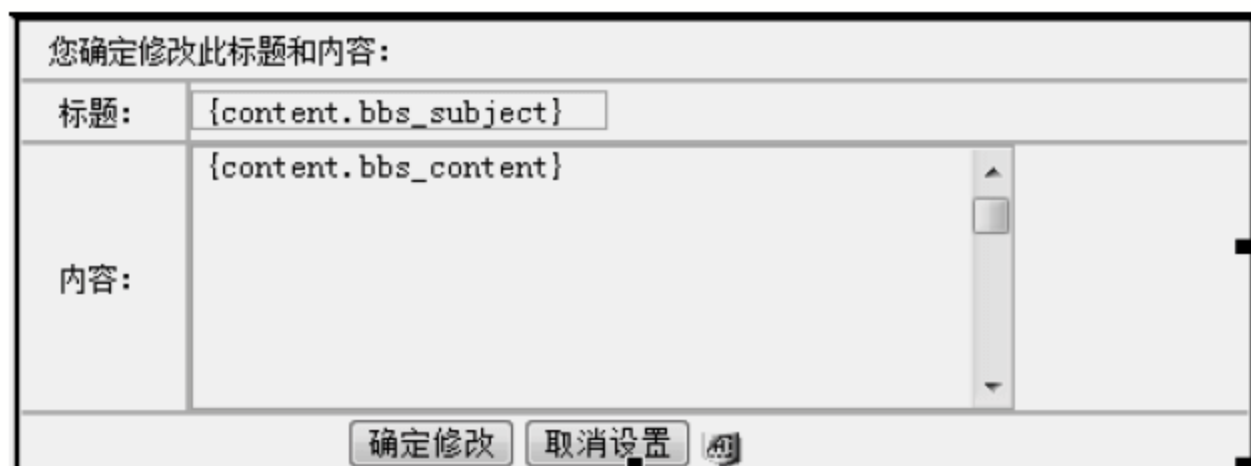 您确定修改此标题和内容:
标题: {content.bbs_subject}
{content.bbs_content}
内容:
确定修改 取消设置